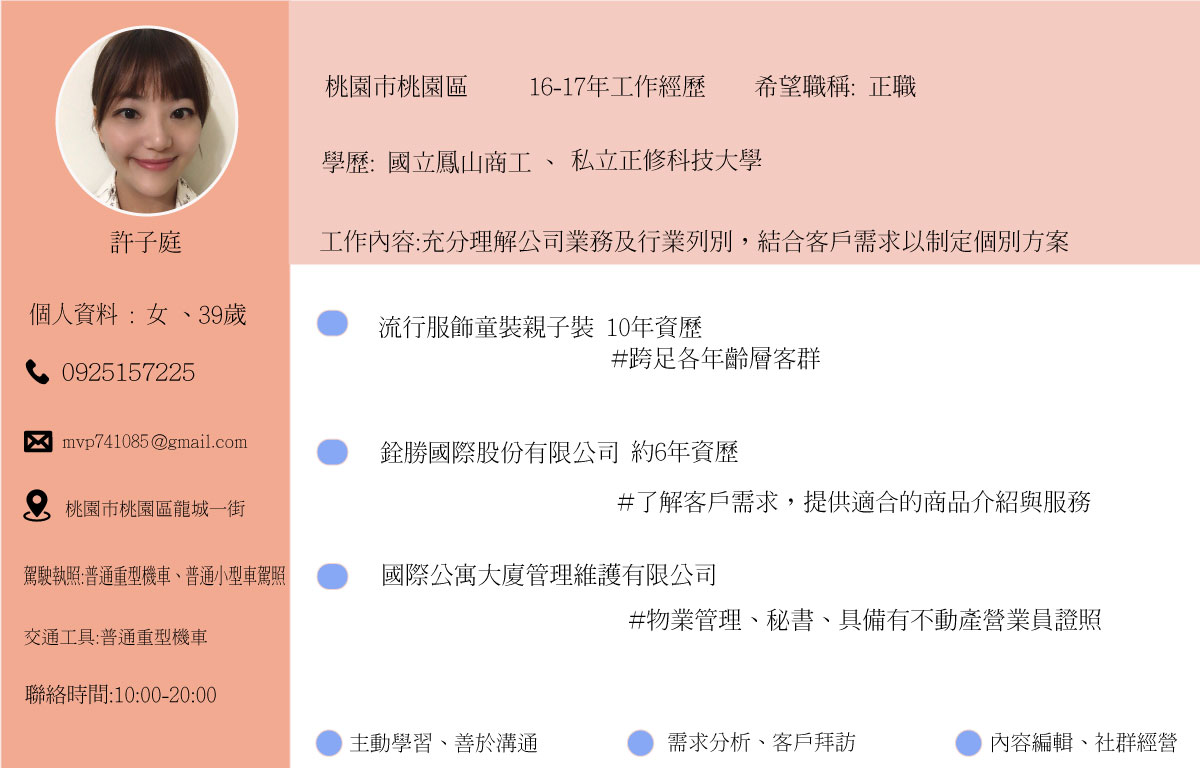 許子庭
個人資料 : 女 、39歲
0925157225
mvp741085@gmail.com
桃園市桃園區龍城一街
駕駛執照:普通重型機車、普通小型車駕照
交通工具:普通重型機車
聯絡時間:10:00-20:00
桃園市桃園區 16-17年工作經歷 希望職稱: 正職
學歷: 國立鳳山商工 、 私立正修科技大學
工作內容:充分理解公司業務及行業列別，結合客戶需求以制定個別方案
流行服飾童裝親子裝 10年資歷
#跨足各年齡層客群
銓勝國際股份有限公司 約6年資歷
#了解客戶需求，提供適合的商品介紹與服務
國際公寓大廈管理維護有限公司
#物業管理、秘書、具備有不動產營業員證照
主動學習、善於溝通 需求分析、客戶拜訪 內容編輯、社群經營